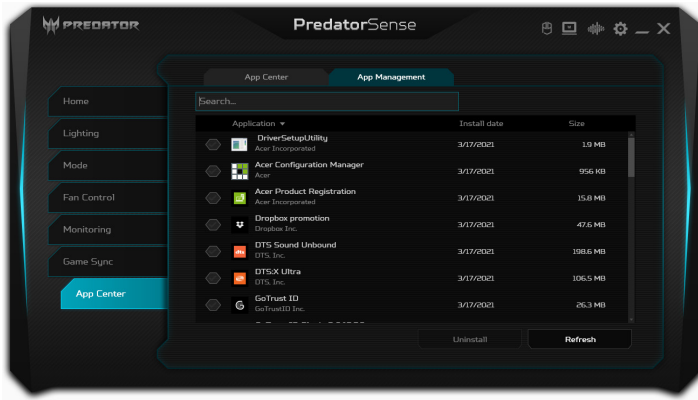 PREDATOR
PredatorSense
App Center
App Management
Home
Lighting
Mode
Fan Control
Monitoring
Game Sync
App Center
Search...
Application Install date Size
DriverSetupUtility
Acer Incorporated
3/17/2021 1.9 MB
Acer Configuration Manager
Acer
3/17/2021 956 KB
Acer Product Registration
Acer Incorporated
3/17/2021 15.8 MB
Dropbox promotion
Dropbox Inc.
3/17/2021 47.6 MB
DTS Sound Unbound
DTS, Inc.
3/17/2021 198.6 MB
DTS:X Ultra
DTS, Inc.
3/17/2021 106.5 MB
GoTrust ID
GoTrustID Inc.
3/17/2021 26.3 MB
Uninstall
Refresh